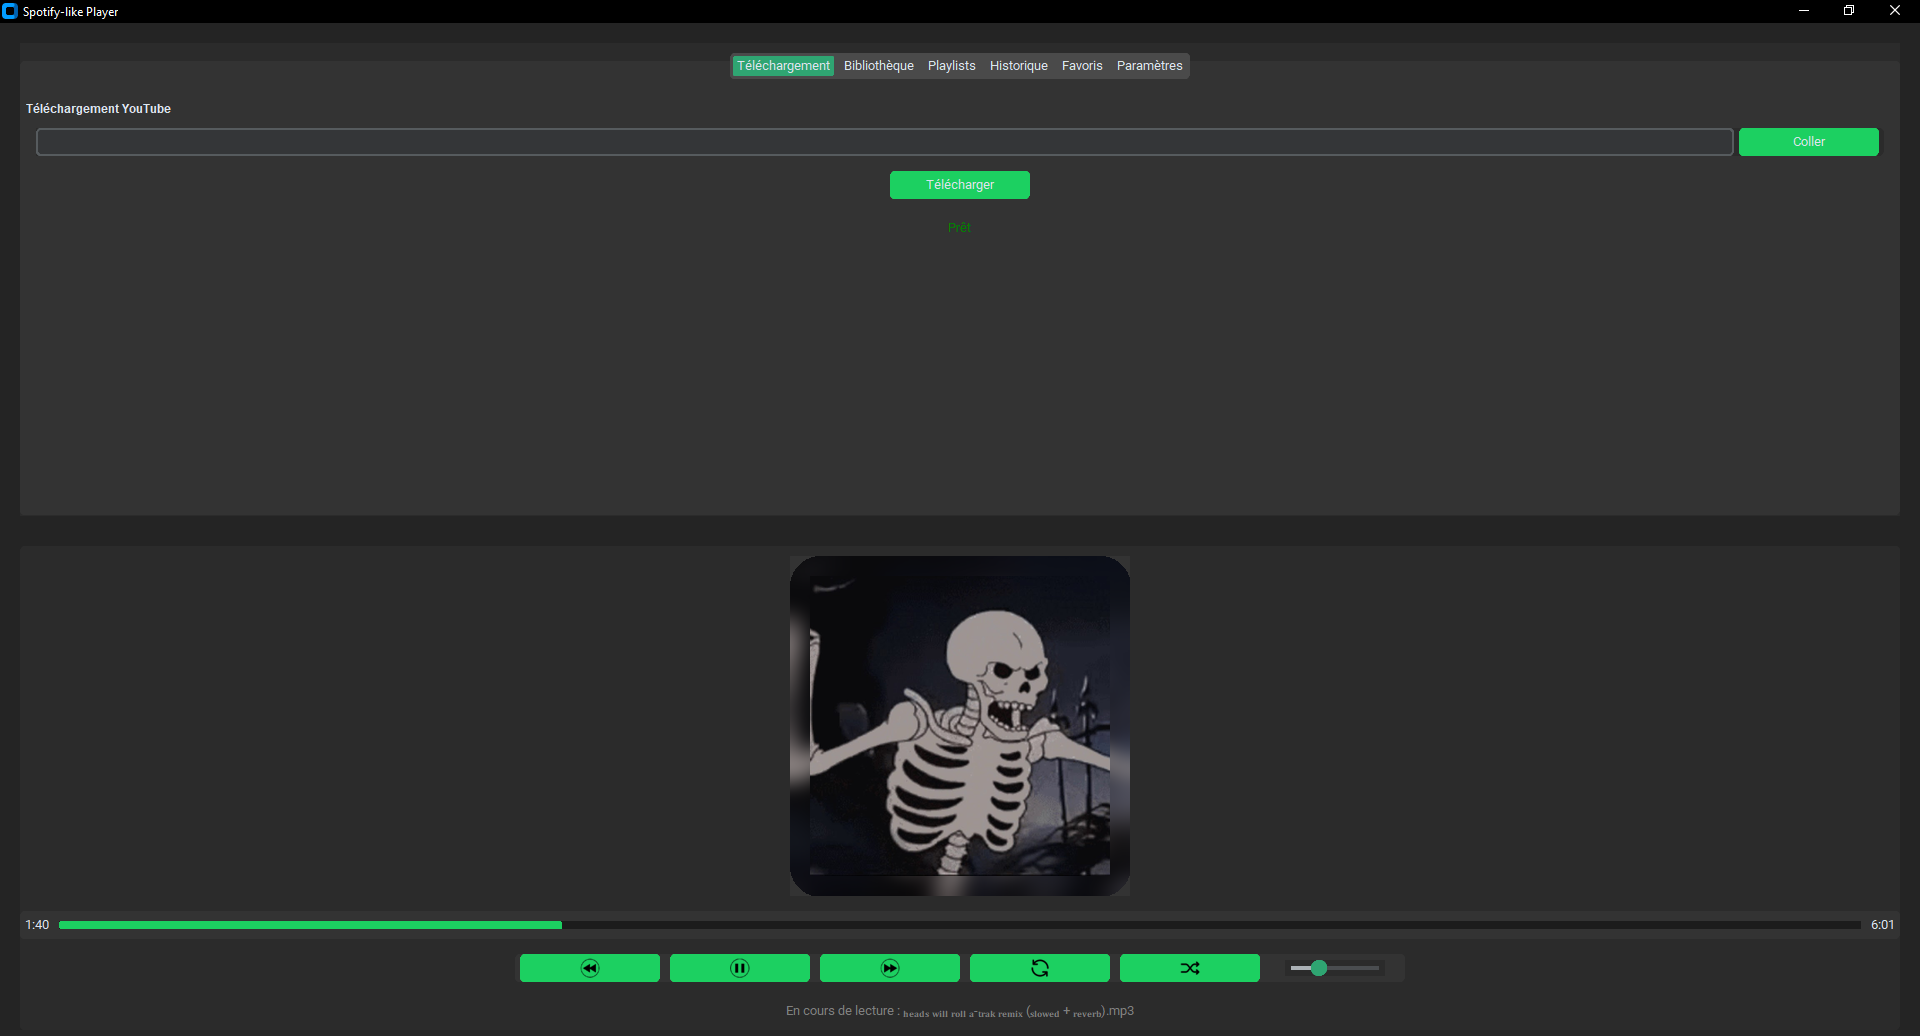 Spotify-like Player
Téléchargement Bibliothèque Playlists Historique Favoris Paramètres
Téléchargement YouTube
Coller
Télécharger
Prêt
1:40 6:01
En cours de lecture : heads will roll a-trak remix (slowed + reverb).mp3